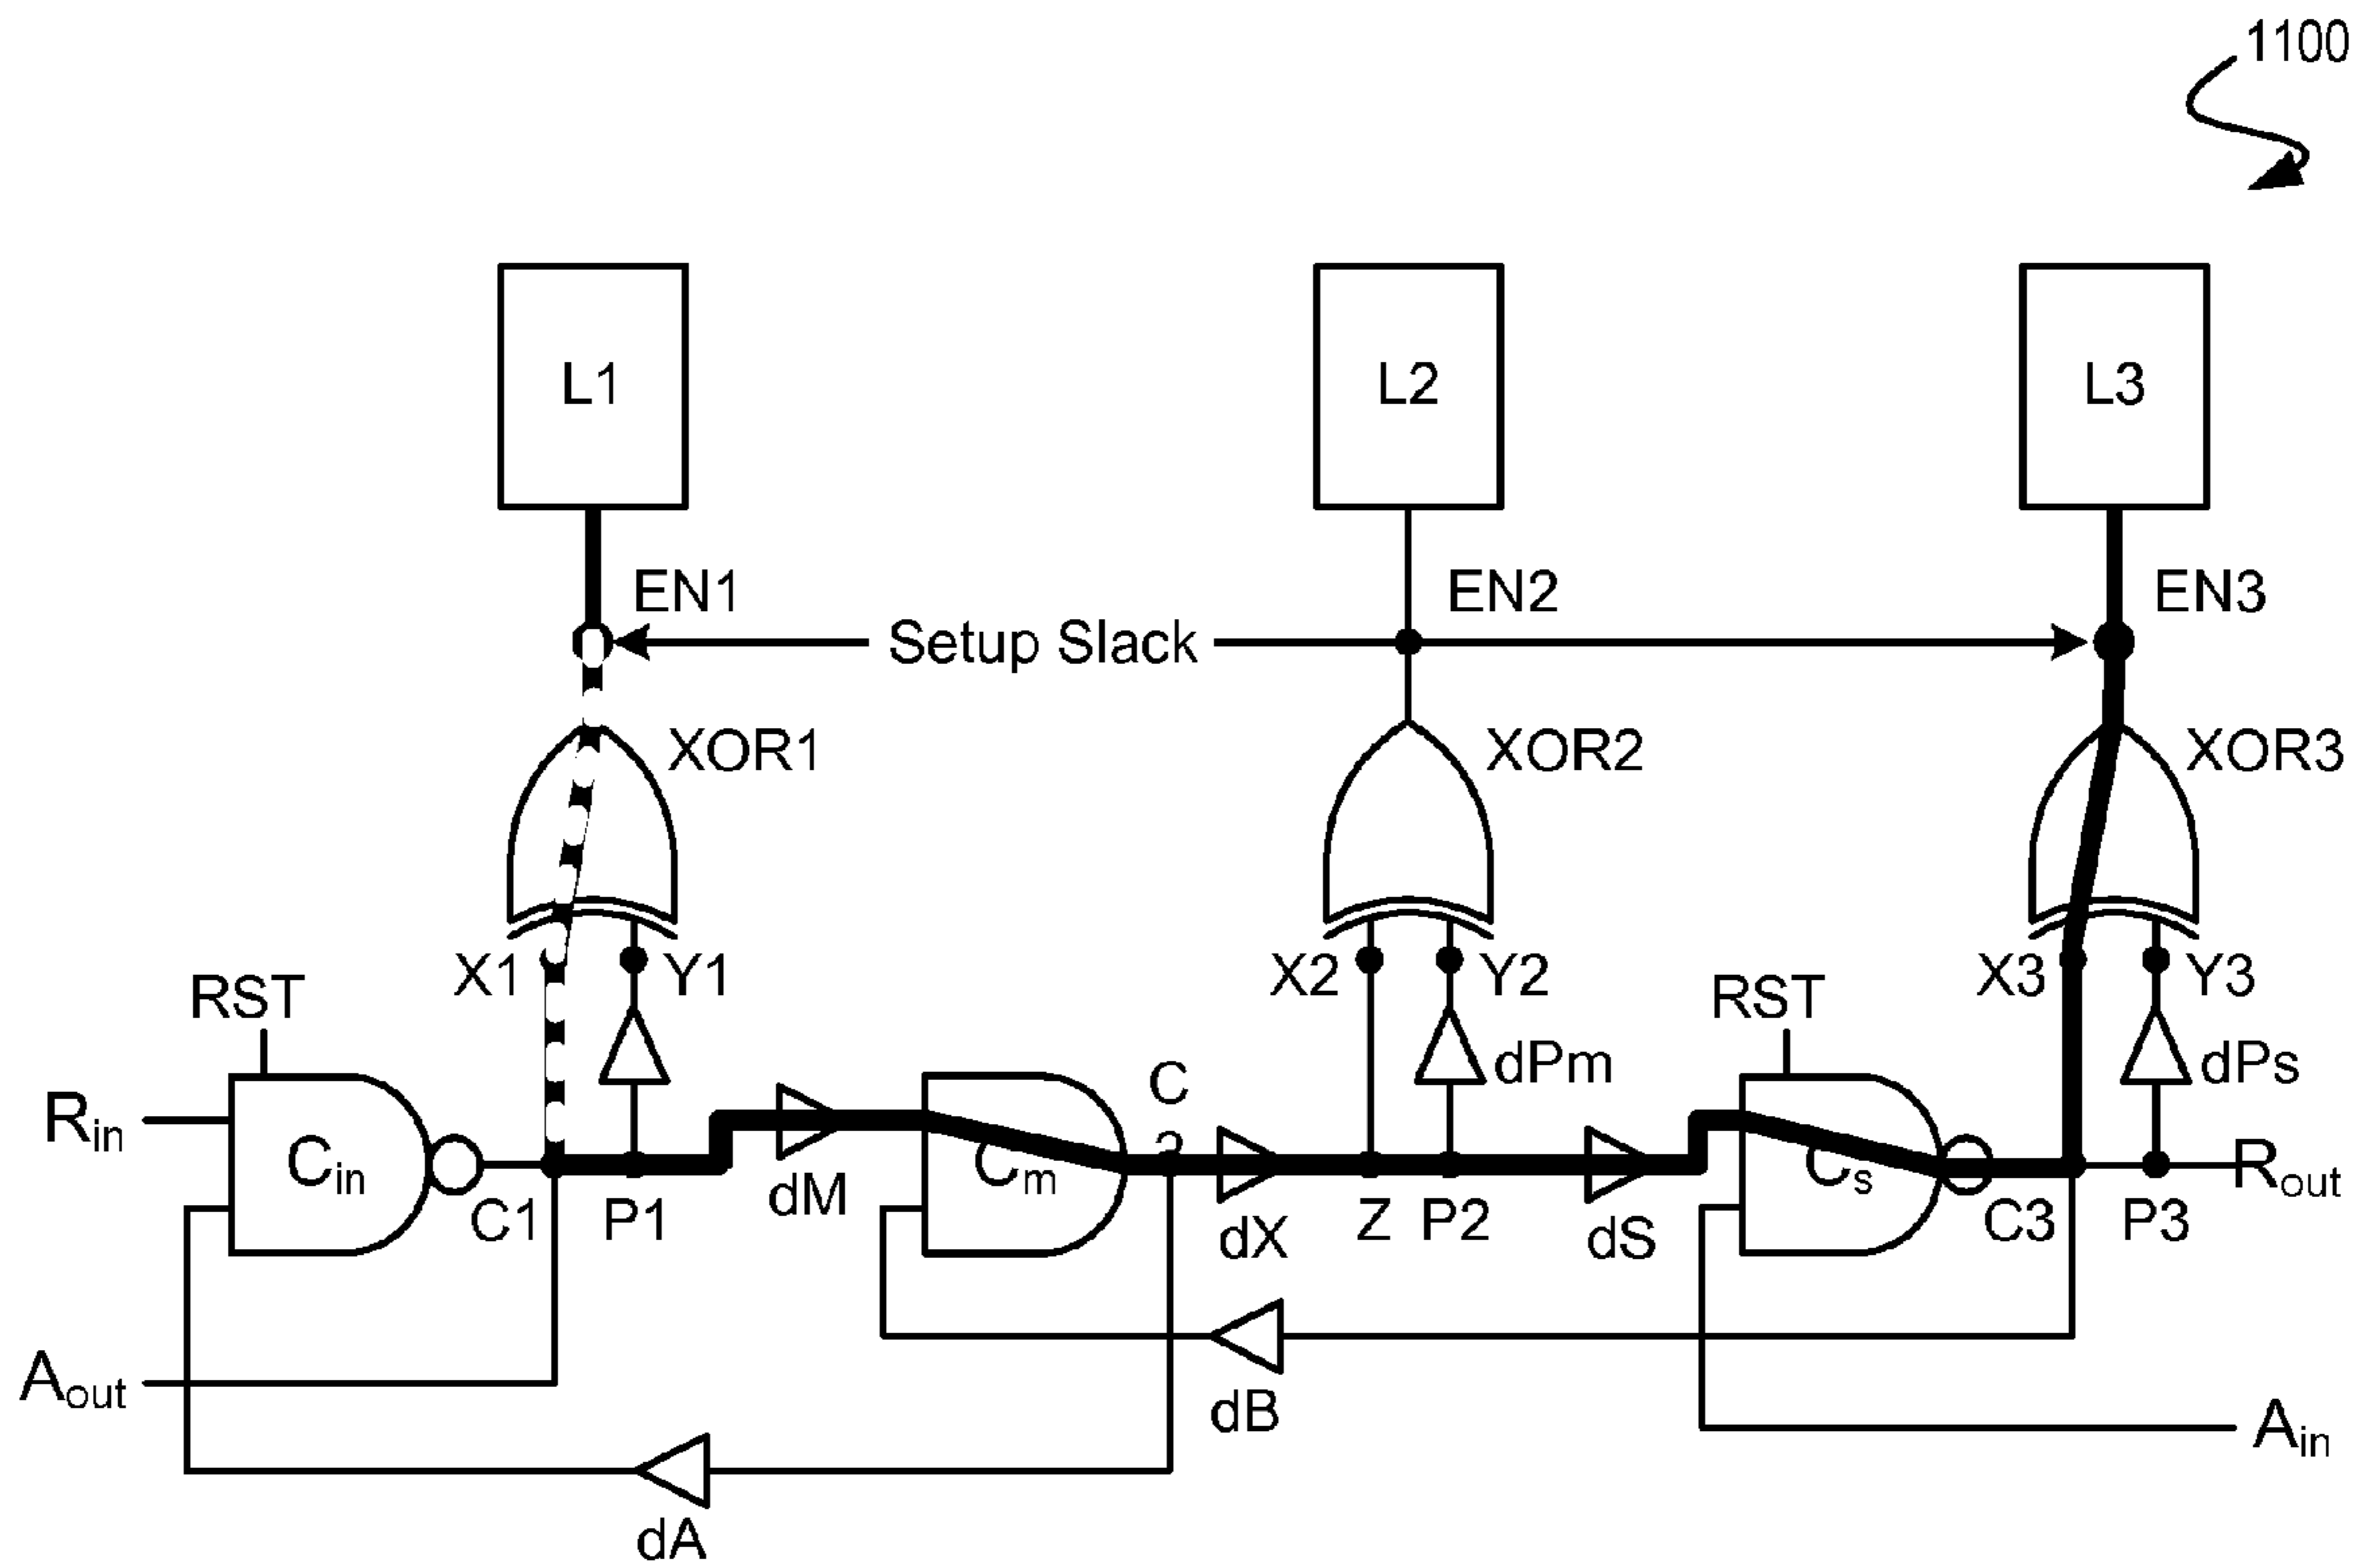 1100
L1
L2
L3
EN1
EN2
EN3
Setup Slack
XOR1
XOR2
XOR3
X1
Y1
X2
Y2
X3
Y3
RST
RST
dPm
dPs
Rin
Cin
C
2
Cm
Cs
Rout
C1
P1
dM
dX
Z
P2
dS
C3
P3
Aout
dB
Ain
dA